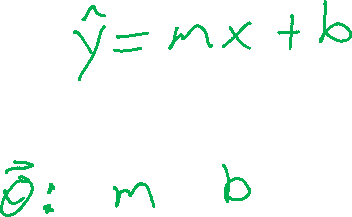 ŷ = mx + b
θ⃗: m b